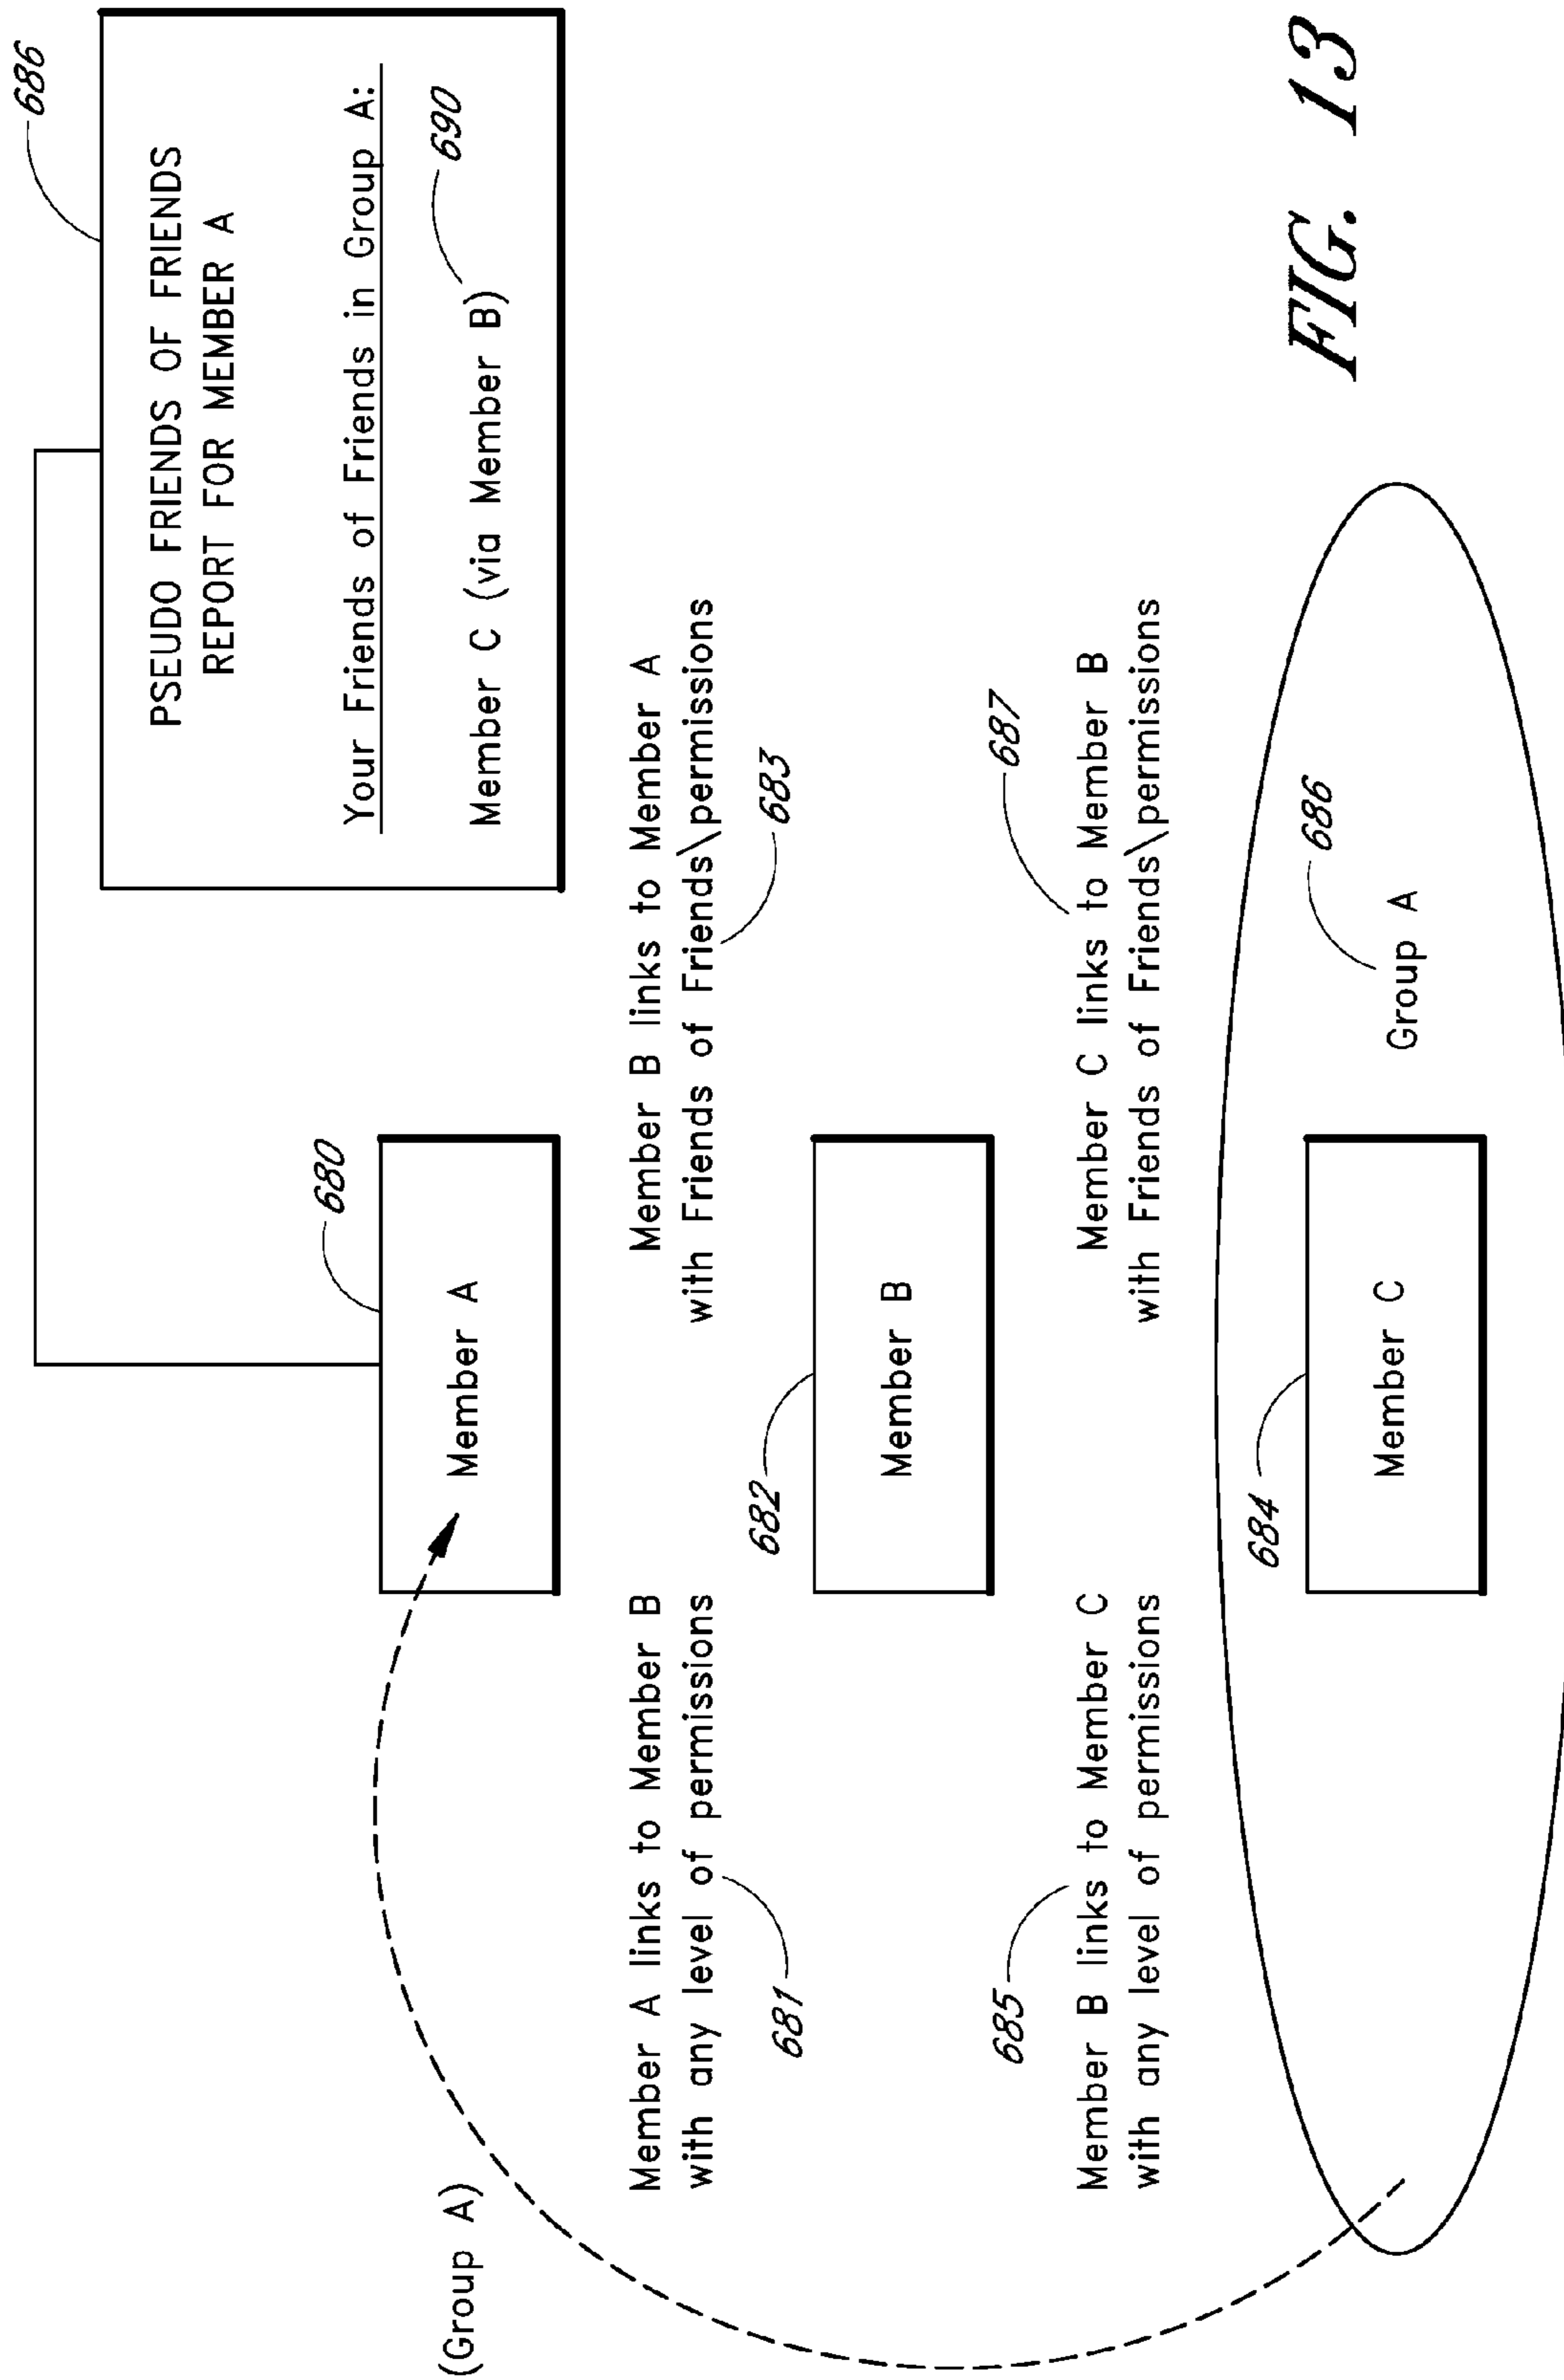 686
PSEUDO FRIENDS OF FRIENDS
REPORT FOR MEMBER A
Your Friends of Friends in Group A:
Member C (via Member B)
690
(Group A)
680
Member A
Member A links to Member B
with any level of permissions
681
Member B links to Member A
with Friends of Friends\permissions
683
682
Member B
685
Member B links to Member C
with any level of permissions
687
Member C links to Member B
with Friends of Friends\permissions
684
Member C
686
Group A
FIG. 13